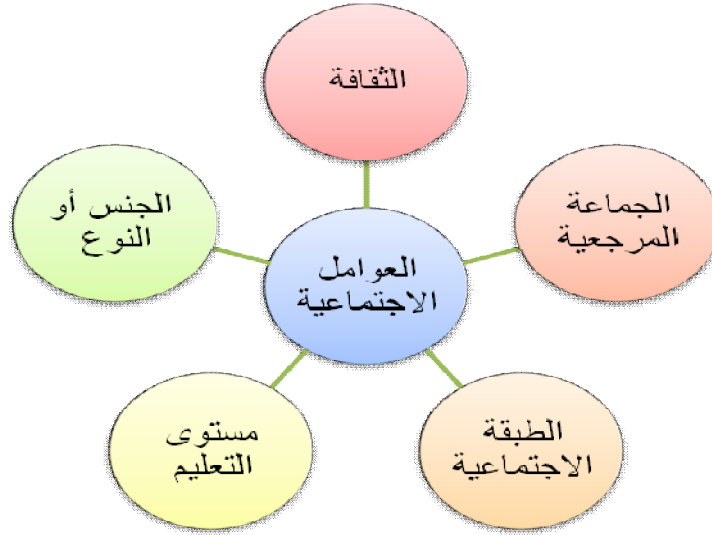 الثقافة
الجماعة
المرجعية
الجنس أو
النوع
العوامل
الاجتماعية
الطبقة
الاجتماعية
مستوى
التعليم